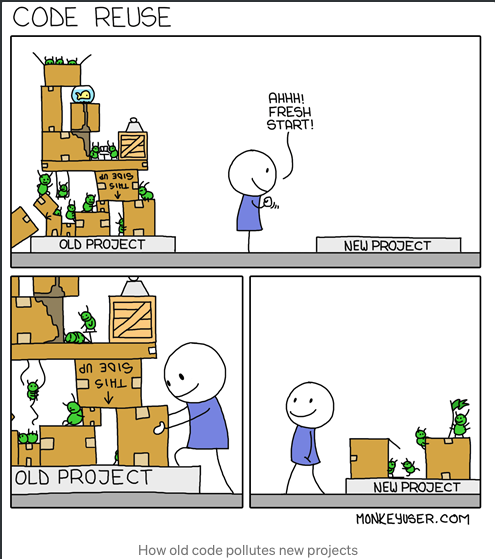 CODE REUSE
AHHH!
FRESH
START!
THIS
SIDE UP
OLD PROJECT
NEW PROJECT
THIS
SIDE UP
OLD PROJECT
NEW PROJECT
MONKEYUSER.COM
How old code pollutes new projects